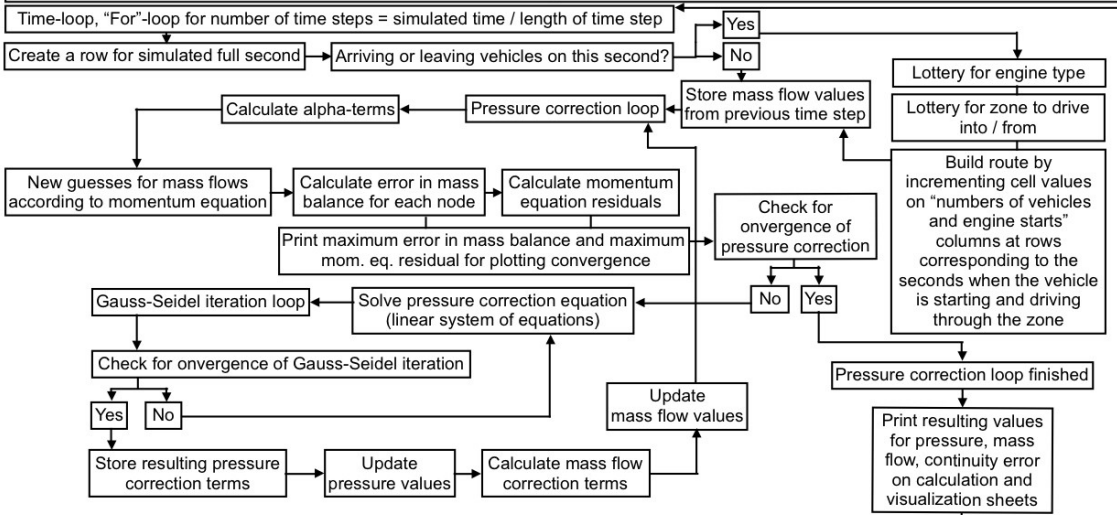 Time-loop, “For”-loop for number of time steps = simulated time / length of time step
Yes
Create a row for simulated full second
Arriving or leaving vehicles on this second?
No
Lottery for engine type
Store mass flow values
from previous time step
Pressure correction loop
Calculate alpha-terms
Lottery for zone to drive
into / from
Build route by
incrementing cell values
on “numbers of vehicles
and engine starts”
columns at rows
corresponding to the
seconds when the vehicle
is starting and driving
through the zone
New guesses for mass flows
according to momentum equation
Calculate error in mass
balance for each node
Calculate momentum
equation residuals
Print maximum error in mass balance and maximum
mom. eq. residual for plotting convergence
Check for
onvergence of
pressure correction
No
Yes
Solve pressure correction equation
(linear system of equations)
Gauss-Seidel iteration loop
Check for onvergence of Gauss-Seidel iteration
Yes
No
Store resulting pressure
correction terms
Update
pressure values
Calculate mass flow
correction terms
Update
mass flow values
Pressure correction loop finished
Print resulting values
for pressure, mass
flow, continuity error
on calculation and
visualization sheets